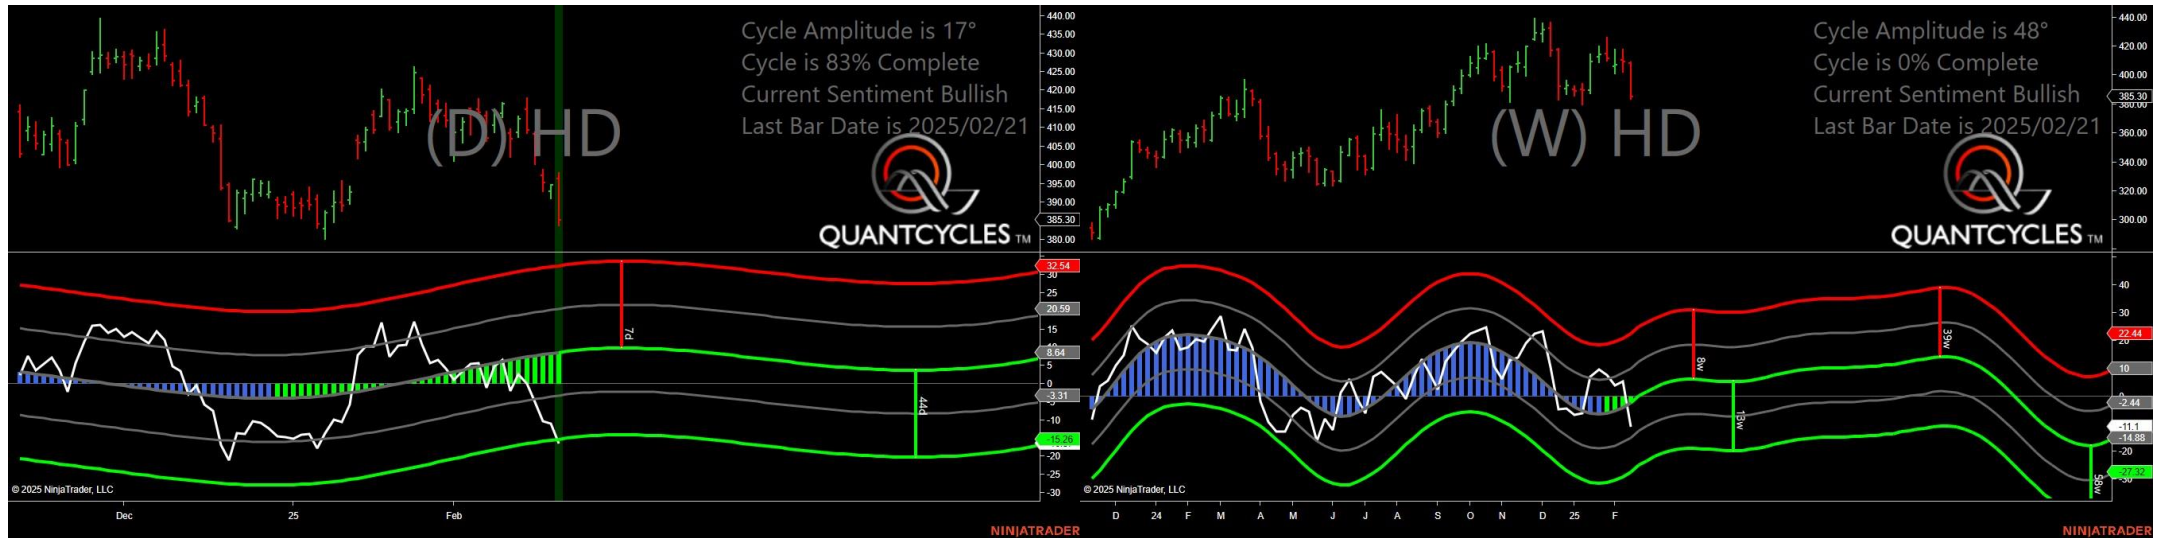 Cycle Amplitude is 17°
Cycle is 83% Complete
Current Sentiment Bullish
Last Bar Date is 2025/02/21
(D) HD
QUANTCYCLES TM
440.00
435.00
430.00
425.00
420.00
415.00
410.00
405.00
400.00
395.00
390.00
385.30
380.00
32.54
30
25
20.59
15
8.64
5
0
-3.31
-10
-15.26
-20
-25
-30
7d
44d
© 2025 NinjaTrader, LLC
Dec
25
Feb
NINJATRADER
Cycle Amplitude is 48°
Cycle is 0% Complete
Current Sentiment Bullish
Last Bar Date is 2025/02/21
(W) HD
QUANTCYCLES TM
440.00
420.00
400.00
385.30
380.00
360.00
340.00
320.00
300.00
40
30
22.44
20
10
-2.44
-11.1
-14.88
-20
-27.32
-30
8w
13w
39w
58w
© 2025 NinjaTrader, LLC
D 24 F M A M J J A S O N D 25 F
NINJATRADER